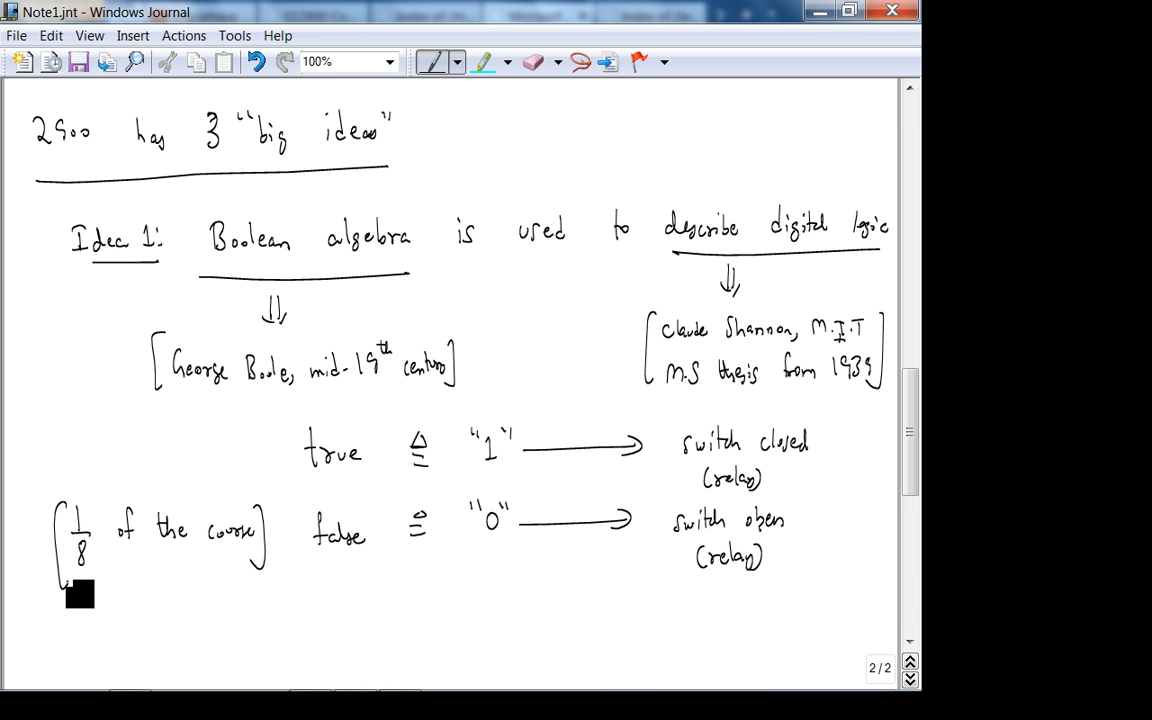 Note1.jnt - Windows Journal
File Edit View Insert Actions Tools Help
100%
2900 has 3 "big ideas"
Idea 1: Boolean algebra is used to describe digital logic
[George Boole, mid-19th century]
[Claude Shannon, M.I.T
M.S thesis from 1939]
true ≜ "1" → switch closed
(relay)
[1/8 of the course] false ≜ "0" → switch open
(relay)
2/2